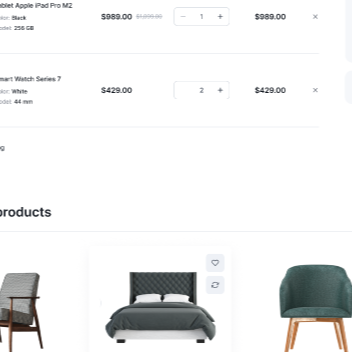 ablet Apple iPad Pro M2
olor: Black
odel: 256 GB
$989.00 $1,099.00 − 1 + $989.00 ×
mart Watch Series 7
olor: White
odel: 44 mm
$429.00 2 + $429.00 ×
g
products